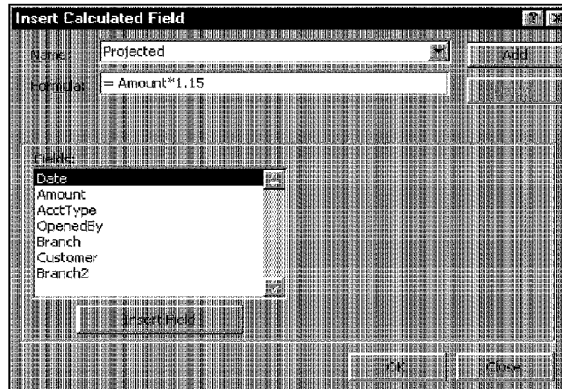 Insert Calculated Field
Name: Projected Add
Formula: = Amount*1.15
Fields:
Date
Amount
AcctType
OpenedBy
Branch
Customer
Branch2
Insert Field
OK Close